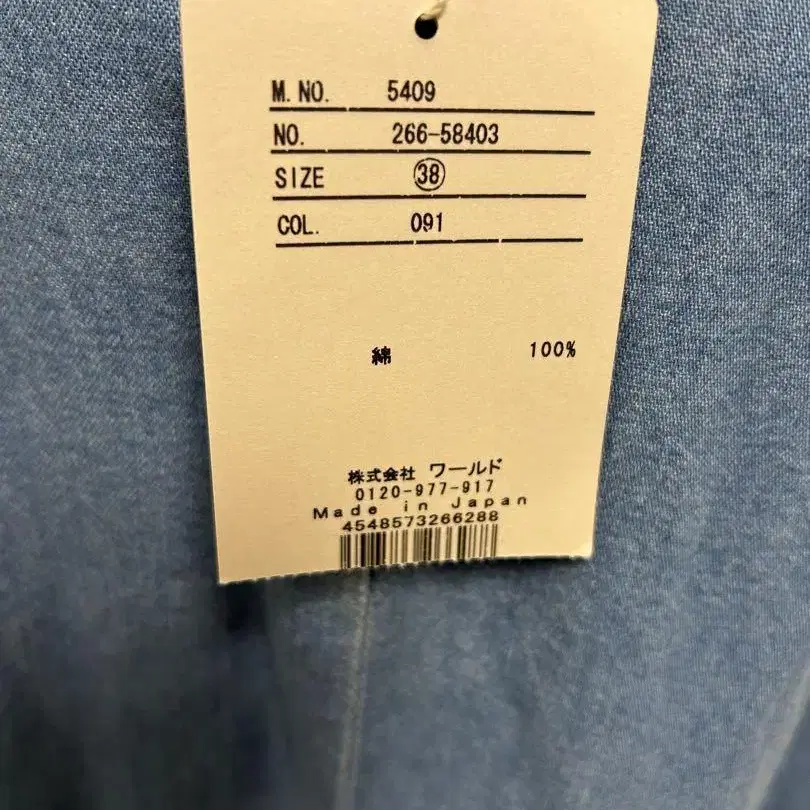 M.NO. 5409
NO. 266-58403
SIZE 38
COL. 091
綿 100%
株式会社 ワールド
0120-977-917
Made in Japan
4548573266288